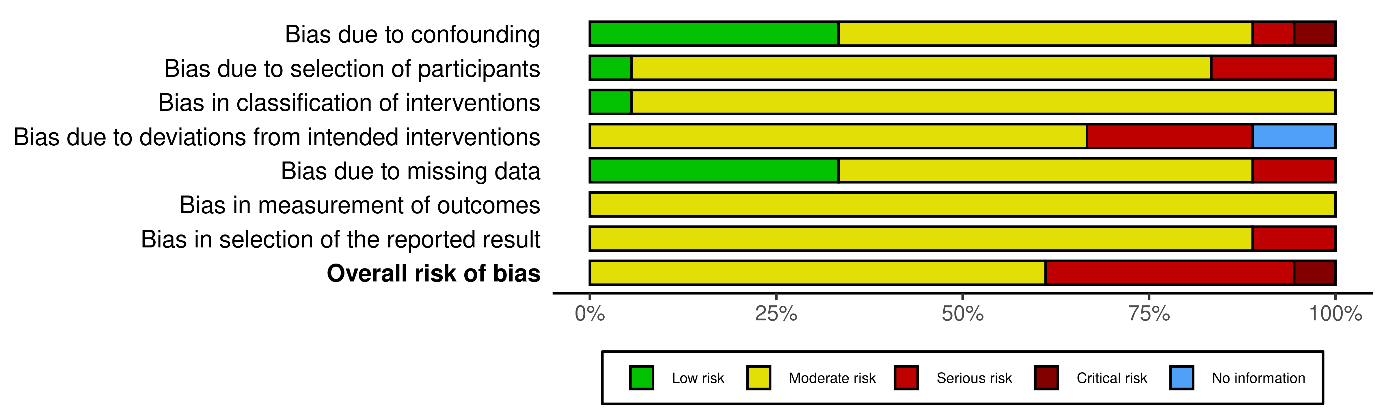 Bias due to confounding
Bias due to selection of participants
Bias in classification of interventions
Bias due to deviations from intended interventions
Bias due to missing data
Bias in measurement of outcomes
Bias in selection of the reported result
Overall risk of bias
0% 25% 50% 75% 100%
Low risk Moderate risk Serious risk Critical risk No information